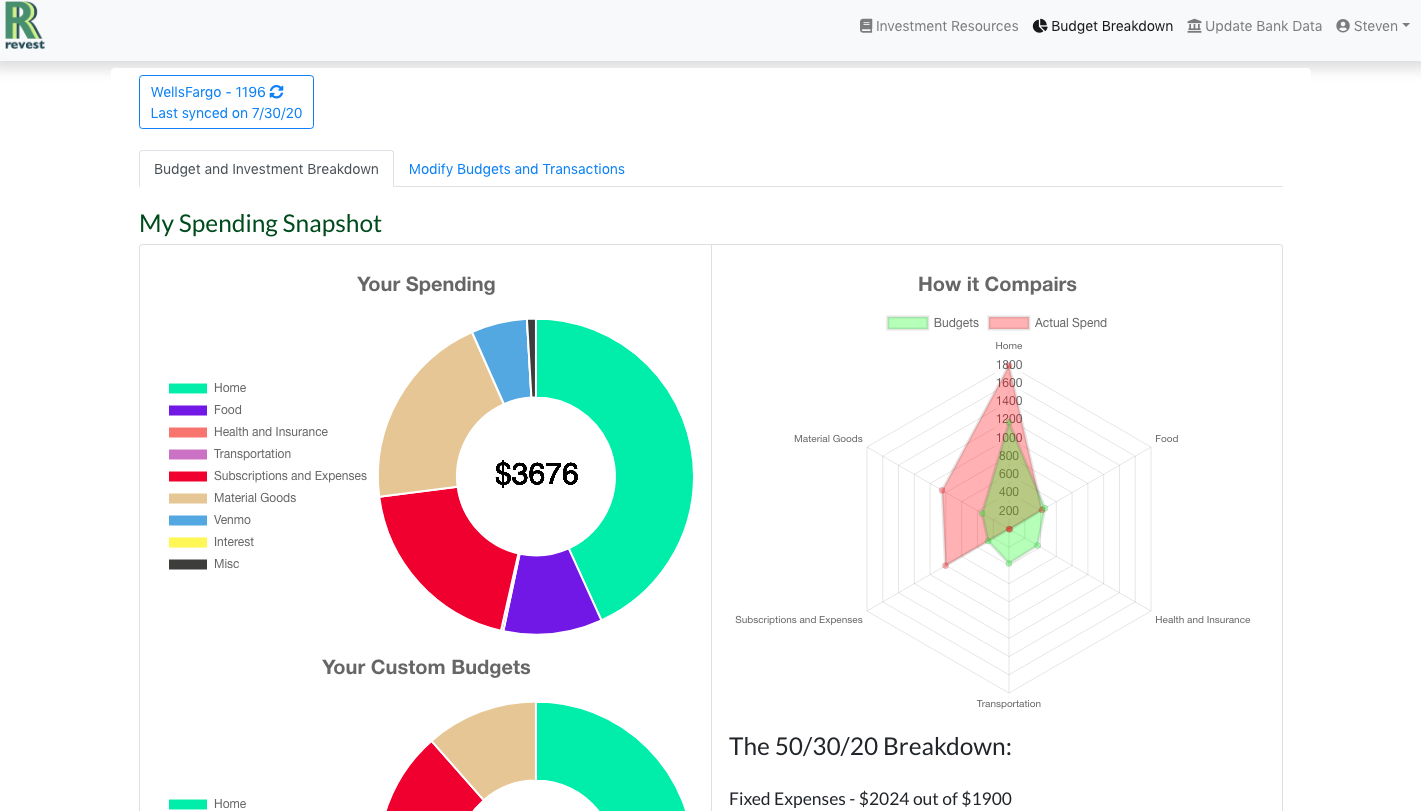 R
revest
Investment Resources
Budget Breakdown
Update Bank Data
Steven
WellsFargo - 1196
Last synced on 7/30/20
Budget and Investment Breakdown
Modify Budgets and Transactions
My Spending Snapshot
Your Spending
Home
Food
Health and Insurance
Transportation
Subscriptions and Expenses
Material Goods
Venmo
Interest
Misc
$3676
Your Custom Budgets
Home
How it Compairs
Budgets
Actual Spend
Home
1800
1600
1400
1200
1000
800
600
400
200
Material Goods
Food
Subscriptions and Expenses
Health and Insurance
Transportation
The 50/30/20 Breakdown:
Fixed Expenses - $2024 out of $1900